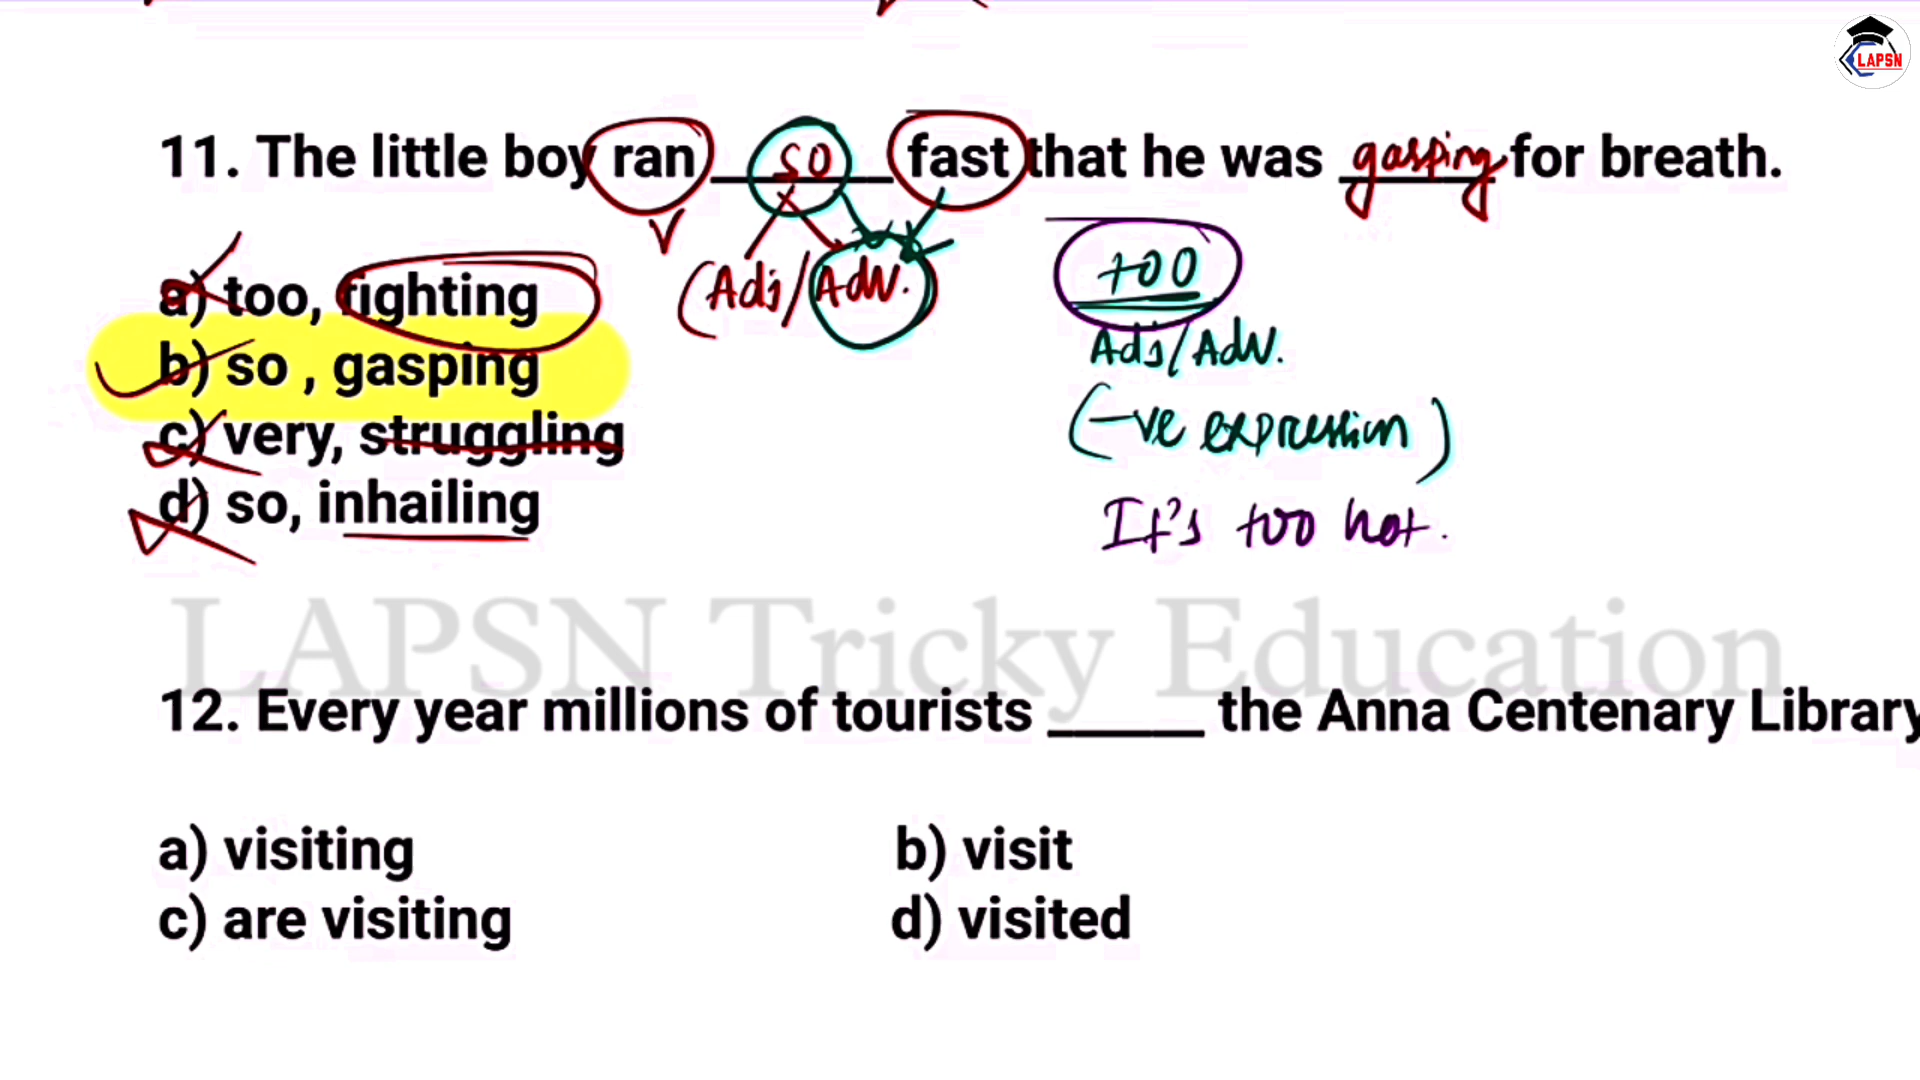 LAPSN
11. The little boy ran so fast that he was gasping for breath.
a) too, fighting
(Adj/Adv.)
too
b) so , gasping
Adj/Adv.
c) very, struggling
(-ve expression)
d) so, inhailing
It's too hot.
LAPSN Tricky Education
12. Every year millions of tourists ______ the Anna Centenary Library
a) visiting
b) visit
c) are visiting
d) visited